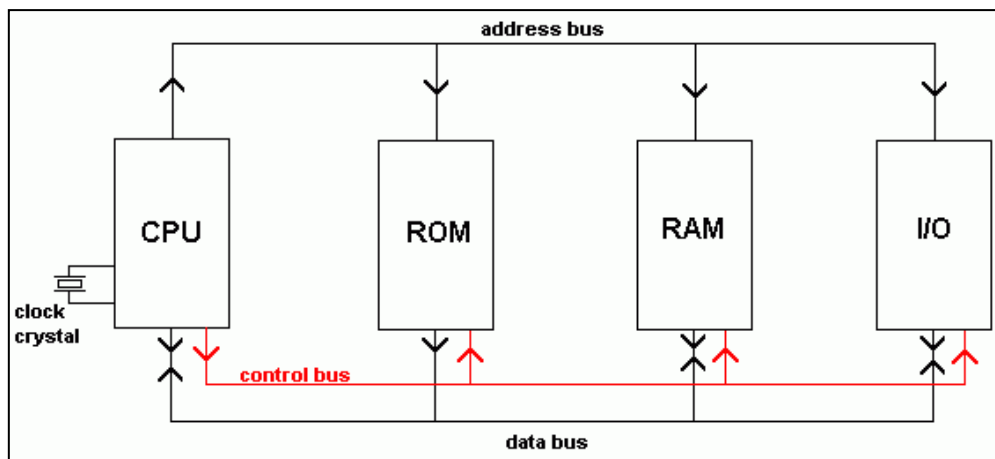 address bus
CPU
ROM
RAM
I/O
clock
crystal
control bus
data bus